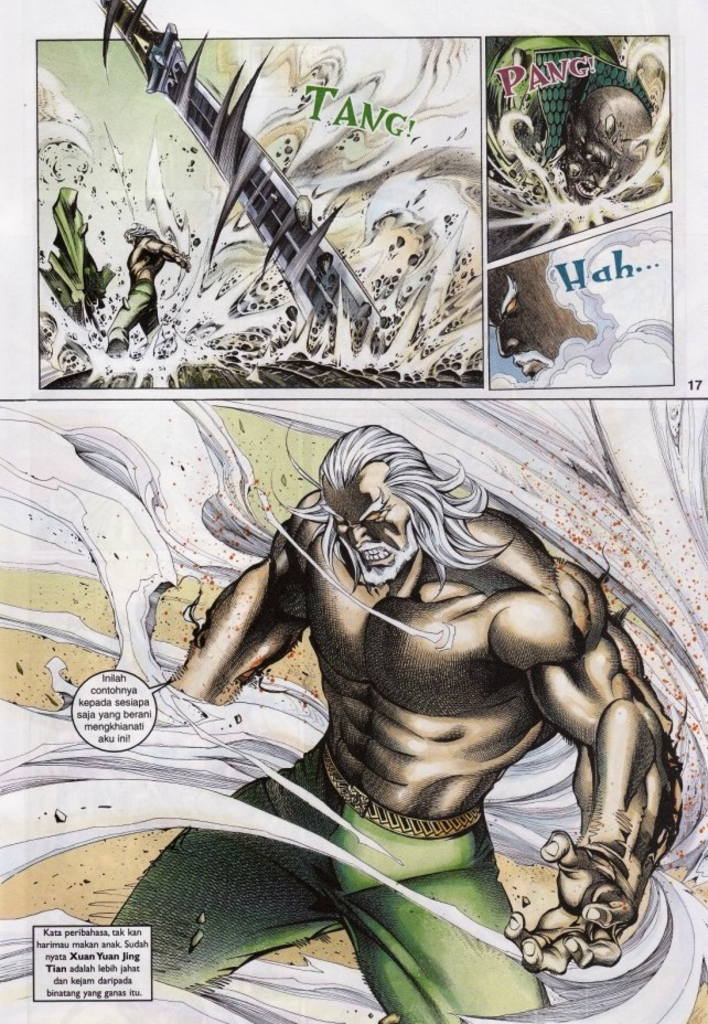 TANG!
PANG!
Hah...
17
Inilah
contohnya
kepada sesiapa
saja yang berani
mengkhianati
aku ini!
Kata peribahasa, tak kan
harimau makan anak. Sudah
nyata Xuan Yuan Jing
Tian adalah lebih jahat
dan kejam daripada
binatang yang ganas itu.